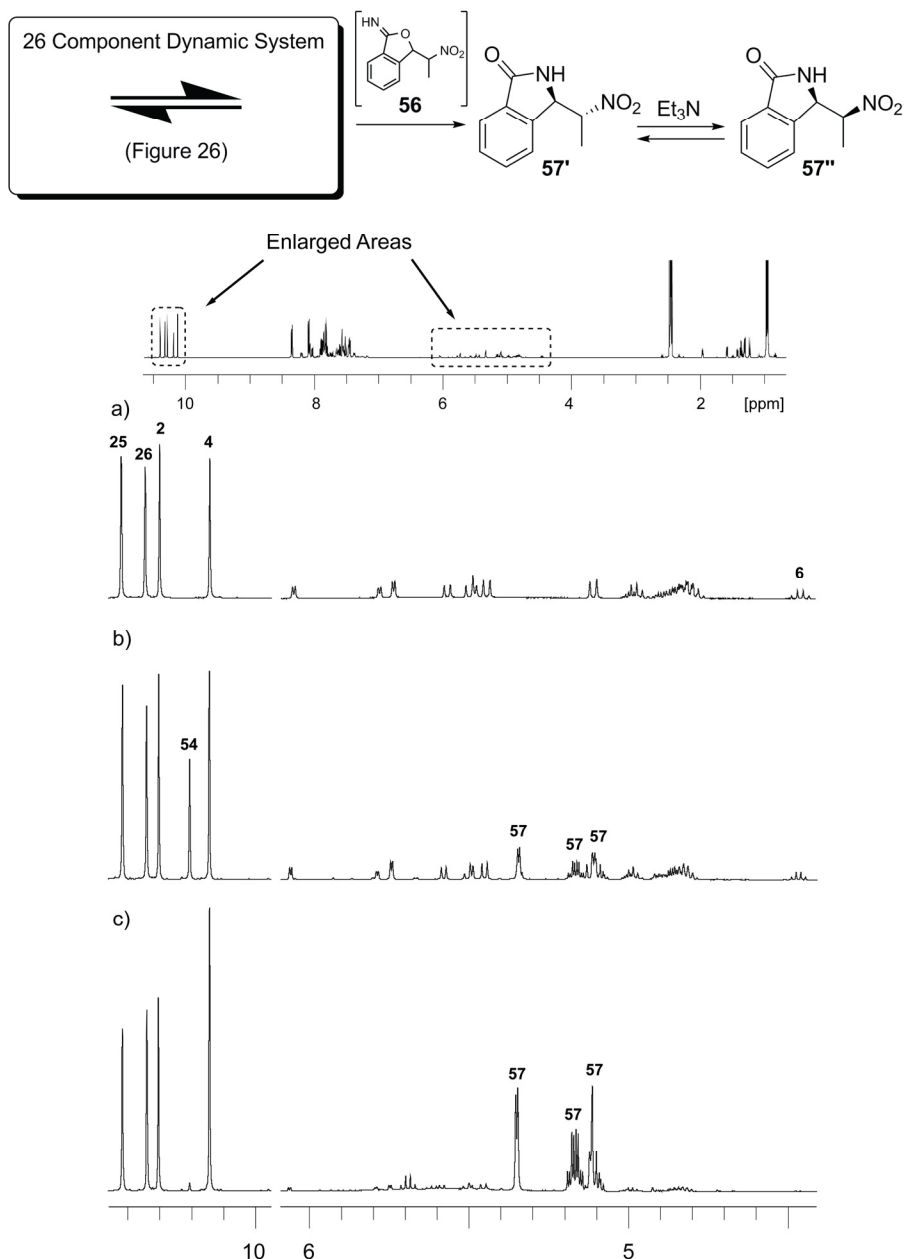 26 Component Dynamic System
(Figure 26)
HN
O
NO₂
56
O
NH
NO₂
57'
Et₃N
O
NH
NO₂
57''
Enlarged Areas
10 8 6 4 2 [ppm]
a)
25 26 2 4 6
b)
54 57 57 57
c)
57 57 57
10 6 5